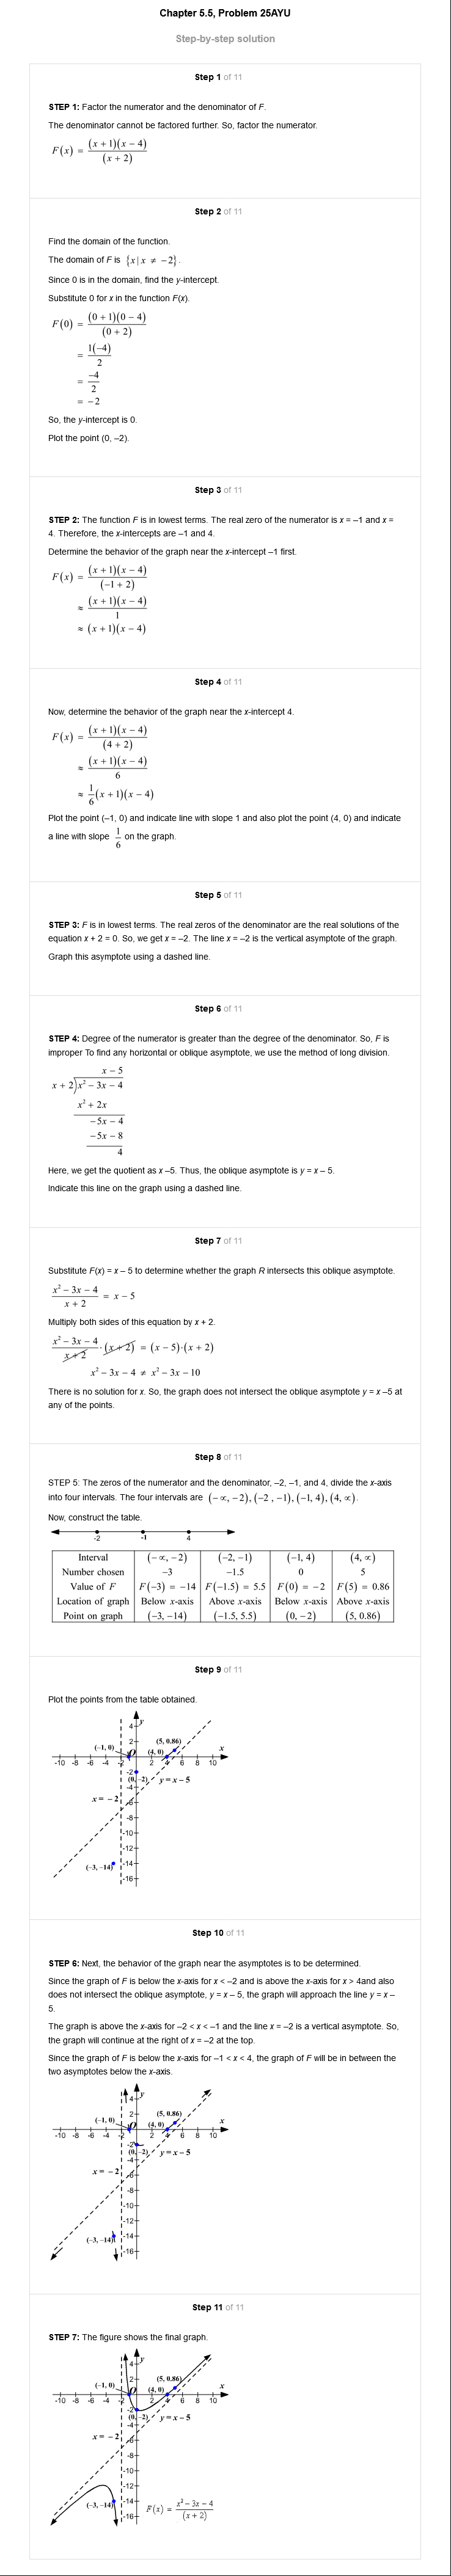 Chapter 5.5, Problem 25AYU
Step-by-step solution
Step 1 of 11
STEP 1: Factor the numerator and the denominator of F.
The denominator cannot be factored further. So, factor the numerator.
F(x) = (x + 1)(x − 4) / (x + 2)
Step 2 of 11
Find the domain of the function.
The domain of F is {x | x ≠ −2}.
Since 0 is in the domain, find the y-intercept.
Substitute 0 for x in the function F(x).
F(0) = (0 + 1)(0 − 4) / (0 + 2)
= 1(−4) / 2
= −4 / 2
= −2
So, the y-intercept is 0.
Plot the point (0, –2).
Step 3 of 11
STEP 2: The function F is in lowest terms. The real zero of the numerator is x = –1 and x =
4. Therefore, the x-intercepts are –1 and 4.
Determine the behavior of the graph near the x-intercept –1 first.
F(x) = (x + 1)(x − 4) / (−1 + 2)
≈ (x + 1)(x − 4) / 1
≈ (x + 1)(x − 4)
Step 4 of 11
Now, determine the behavior of the graph near the x-intercept 4.
F(x) = (x + 1)(x − 4) / (4 + 2)
≈ (x + 1)(x − 4) / 6
≈ 1/6 (x + 1)(x − 4)
Plot the point (–1, 0) and indicate line with slope 1 and also plot the point (4, 0) and indicate
a line with slope 1/6 on the graph.
Step 5 of 11
STEP 3: F is in lowest terms. The real zeros of the denominator are the real solutions of the
equation x + 2 = 0. So, we get x = –2. The line x = –2 is the vertical asymptote of the graph.
Graph this asymptote using a dashed line.
Step 6 of 11
STEP 4: Degree of the numerator is greater than the degree of the denominator. So, F is
improper To find any horizontal or oblique asymptote, we use the method of long division.
x − 5
x + 2)x² − 3x − 4
x² + 2x
−5x − 4
−5x − 8
4
Here, we get the quotient as x –5. Thus, the oblique asymptote is y = x – 5.
Indicate this line on the graph using a dashed line.
Step 7 of 11
Substitute F(x) = x – 5 to determine whether the graph R intersects this oblique asymptote.
x² − 3x − 4 / x + 2 = x − 5
Multiply both sides of this equation by x + 2.
x² − 3x − 4 / x + 2 · (x + 2) = (x − 5)·(x + 2)
x² − 3x − 4 ≠ x² − 3x − 10
There is no solution for x. So, the graph does not intersect the oblique asymptote y = x –5 at
any of the points.
Step 8 of 11
STEP 5: The zeros of the numerator and the denominator, –2, –1, and 4, divide the x-axis
into four intervals. The four intervals are (−∞, −2), (−2, −1), (−1, 4), (4, ∞).
Now, construct the table.
-2 -1 4
Interval (−∞, −2) (−2, −1) (−1, 4) (4, ∞)
Number chosen −3 −1.5 0 5
Value of F F(−3) = −14 F(−1.5) = 5.5 F(0) = −2 F(5) = 0.86
Location of graph Below x-axis Above x-axis Below x-axis Above x-axis
Point on graph (−3, −14) (−1.5, 5.5) (0, −2) (5, 0.86)
Step 9 of 11
Plot the points from the table obtained.
y
4
2
(5, 0.86)
(−1, 0)
O
(4, 0)
x
-10 -8 -6 -4 -2 2 4 6 8 10
-2
(0, −2)
y = x − 5
-4
x = − 2
-6
-8
-10
-12
-14
(−3, −14)
-16
Step 10 of 11
STEP 6: Next, the behavior of the graph near the asymptotes is to be determined.
Since the graph of F is below the x-axis for x < –2 and is above the x-axis for x > 4and also
does not intersect the oblique asymptote, y = x – 5, the graph will approach the line y = x –
5.
The graph is above the x-axis for –2 < x < –1 and the line x = –2 is a vertical asymptote. So,
the graph will continue at the right of x = –2 at the top.
Since the graph of F is below the x-axis for –1 < x < 4, the graph of F will be in between the
two asymptotes below the x-axis.
y
4
2
(5, 0.86)
(−1, 0)
O
(4, 0)
x
-10 -8 -6 -4 -2 2 4 6 8 10
-2
(0, −2)
y = x − 5
-4
x = − 2
-6
-8
-10
-12
-14
(−3, −14)
-16
Step 11 of 11
STEP 7: The figure shows the final graph.
y
4
2
(5, 0.86)
(−1, 0)
O
(4, 0)
x
-10 -8 -6 -4 -2 2 4 6 8 10
-2
(0, −2)
y = x − 5
-4
x = − 2
-6
-8
-10
-12
-14
(−3, −14)
-16
F(x) = x² − 3x − 4 / (x + 2)